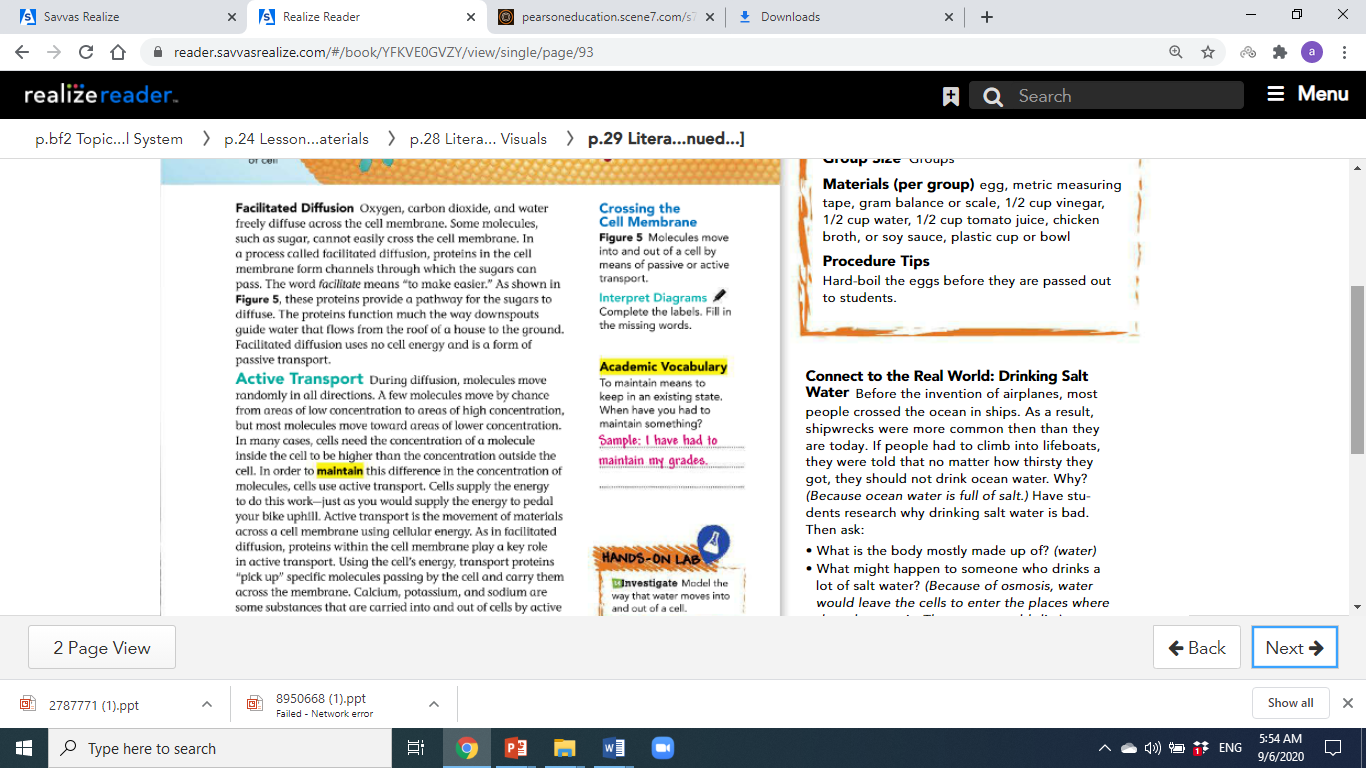 Savvas Realize
Realize Reader
pearsoneducation.scene7.com/s7
Downloads
reader.savvasrealize.com/#/book/YFKVE0GVZY/view/single/page/93
a
realizereader
Search
Menu
p.bf2 Topic...l System
p.24 Lesson...aterials
p.28 Litera... Visuals
p.29 Litera...nued...]
of cell
Facilitated Diffusion Oxygen, carbon dioxide, and water
freely diffuse across the cell membrane. Some molecules,
such as sugar, cannot easily cross the cell membrane. In
a process called facilitated diffusion, proteins in the cell
membrane form channels through which the sugars can
pass. The word facilitate means “to make easier.” As shown in
Figure 5, these proteins provide a pathway for the sugars to
diffuse. The proteins function much the way downspouts
guide water that flows from the roof of a house to the ground.
Facilitated diffusion uses no cell energy and is a form of
passive transport.
Active Transport During diffusion, molecules move
randomly in all directions. A few molecules move by chance
from areas of low concentration to areas of high concentration,
but most molecules move toward areas of lower concentration.
In many cases, cells need the concentration of a molecule
inside the cell to be higher than the concentration outside the
cell. In order to maintain this difference in the concentration of
molecules, cells use active transport. Cells supply the energy
to do this work—just as you would supply the energy to pedal
your bike uphill. Active transport is the movement of materials
across a cell membrane using cellular energy. As in facilitated
diffusion, proteins within the cell membrane play a key role
in active transport. Using the cell’s energy, transport proteins
“pick up” specific molecules passing by the cell and carry them
across the membrane. Calcium, potassium, and sodium are
some substances that are carried into and out of cells by active
Crossing the
Cell Membrane
Figure 5 Molecules move
into and out of a cell by
means of passive or active
transport.
Interpret Diagrams
Complete the labels. Fill in
the missing words.
Academic Vocabulary
To maintain means to
keep in an existing state.
When have you had to
maintain something?
Sample: I have had to
maintain my grades.
HANDS-ON LAB
Investigate Model the
way that water moves into
and out of a cell.
Group Size Groups
Materials (per group) egg, metric measuring
tape, gram balance or scale, 1/2 cup vinegar,
1/2 cup water, 1/2 cup tomato juice, chicken
broth, or soy sauce, plastic cup or bowl
Procedure Tips
Hard-boil the eggs before they are passed out
to students.
Connect to the Real World: Drinking Salt
Water Before the invention of airplanes, most
people crossed the ocean in ships. As a result,
shipwrecks were more common then than they
are today. If people had to climb into lifeboats,
they were told that no matter how thirsty they
got, they should not drink ocean water. Why?
(Because ocean water is full of salt.) Have stu-
dents research why drinking salt water is bad.
Then ask:
• What is the body mostly made up of? (water)
• What might happen to someone who drinks a
lot of salt water? (Because of osmosis, water
would leave the cells to enter the places where
2 Page View
Back
Next
2787771 (1).ppt
8950668 (1).ppt
Failed - Network error
Show all
Type here to search
ENG
5:54 AM
9/6/2020